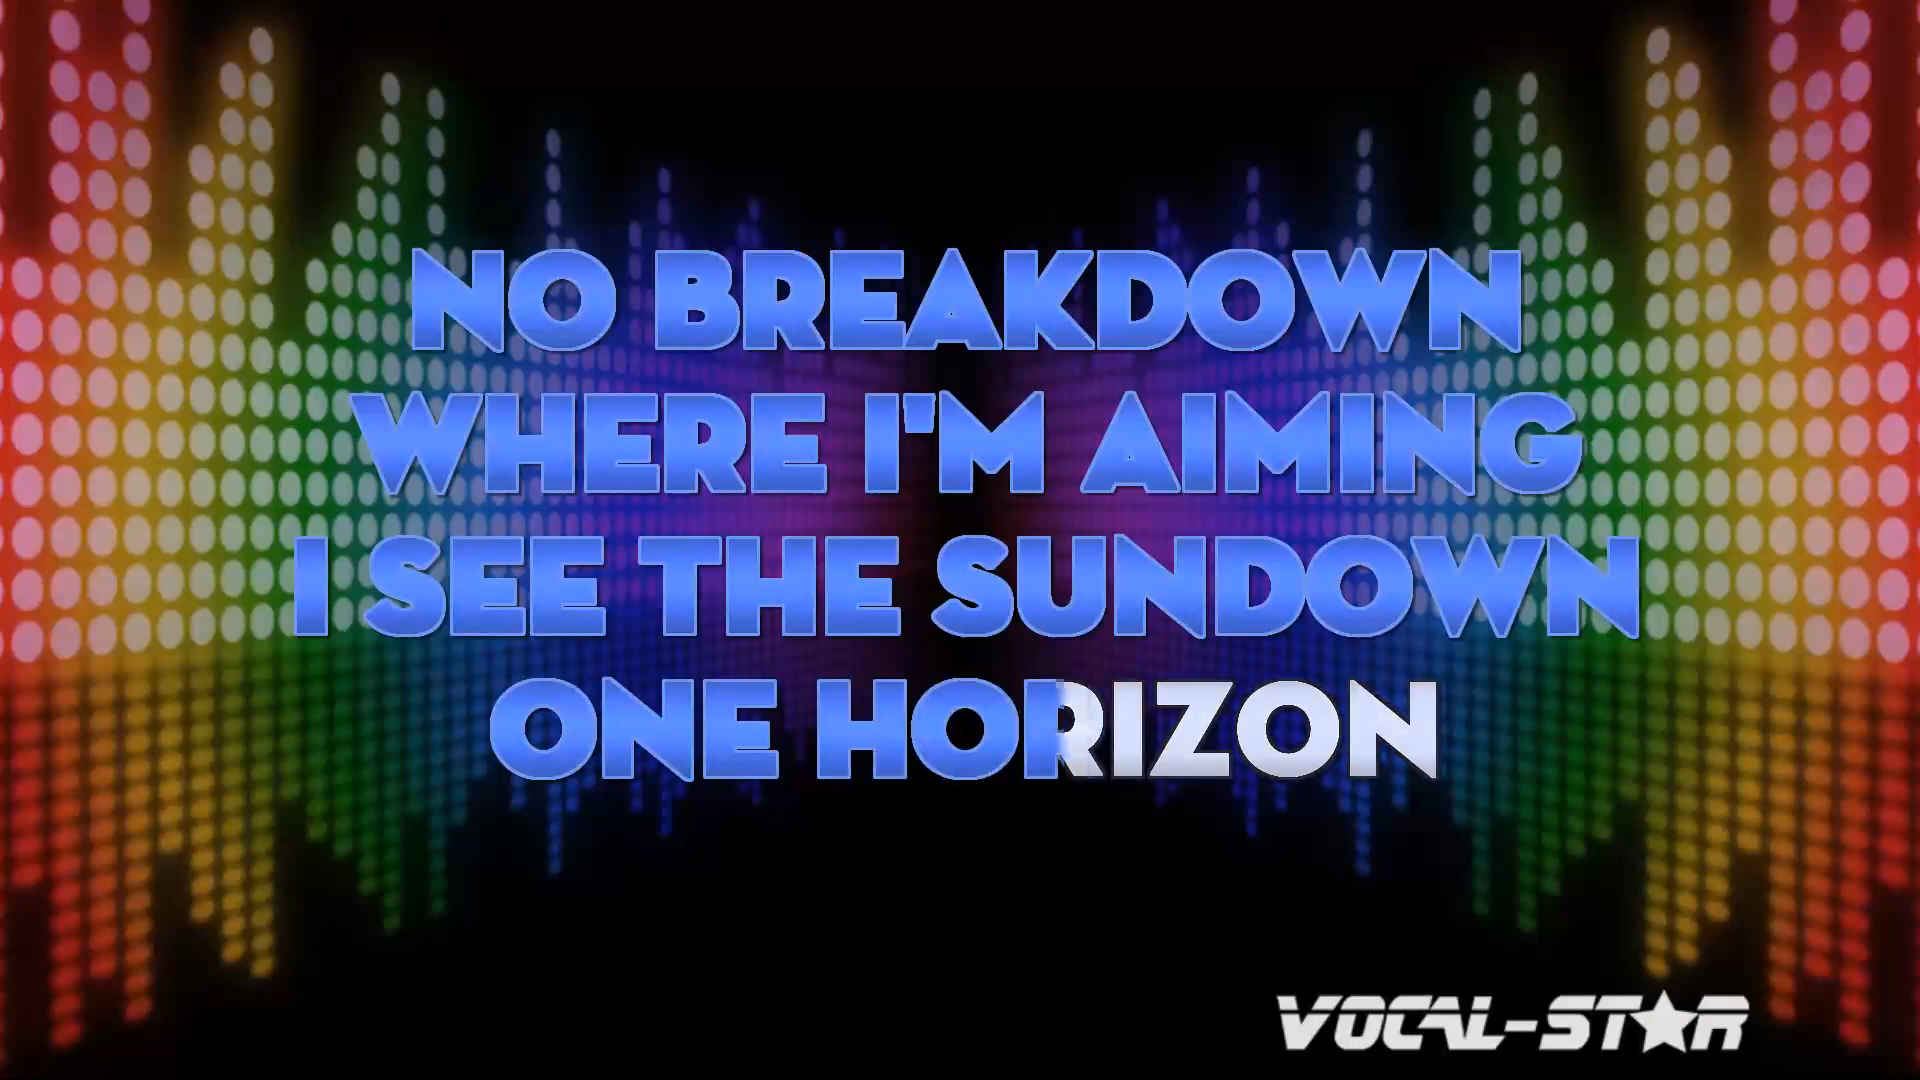 NO BREAKDOWN
WHERE I'M AIMING
I SEE THE SUNDOWN
ONE HORIZON
VOCAL-STAR